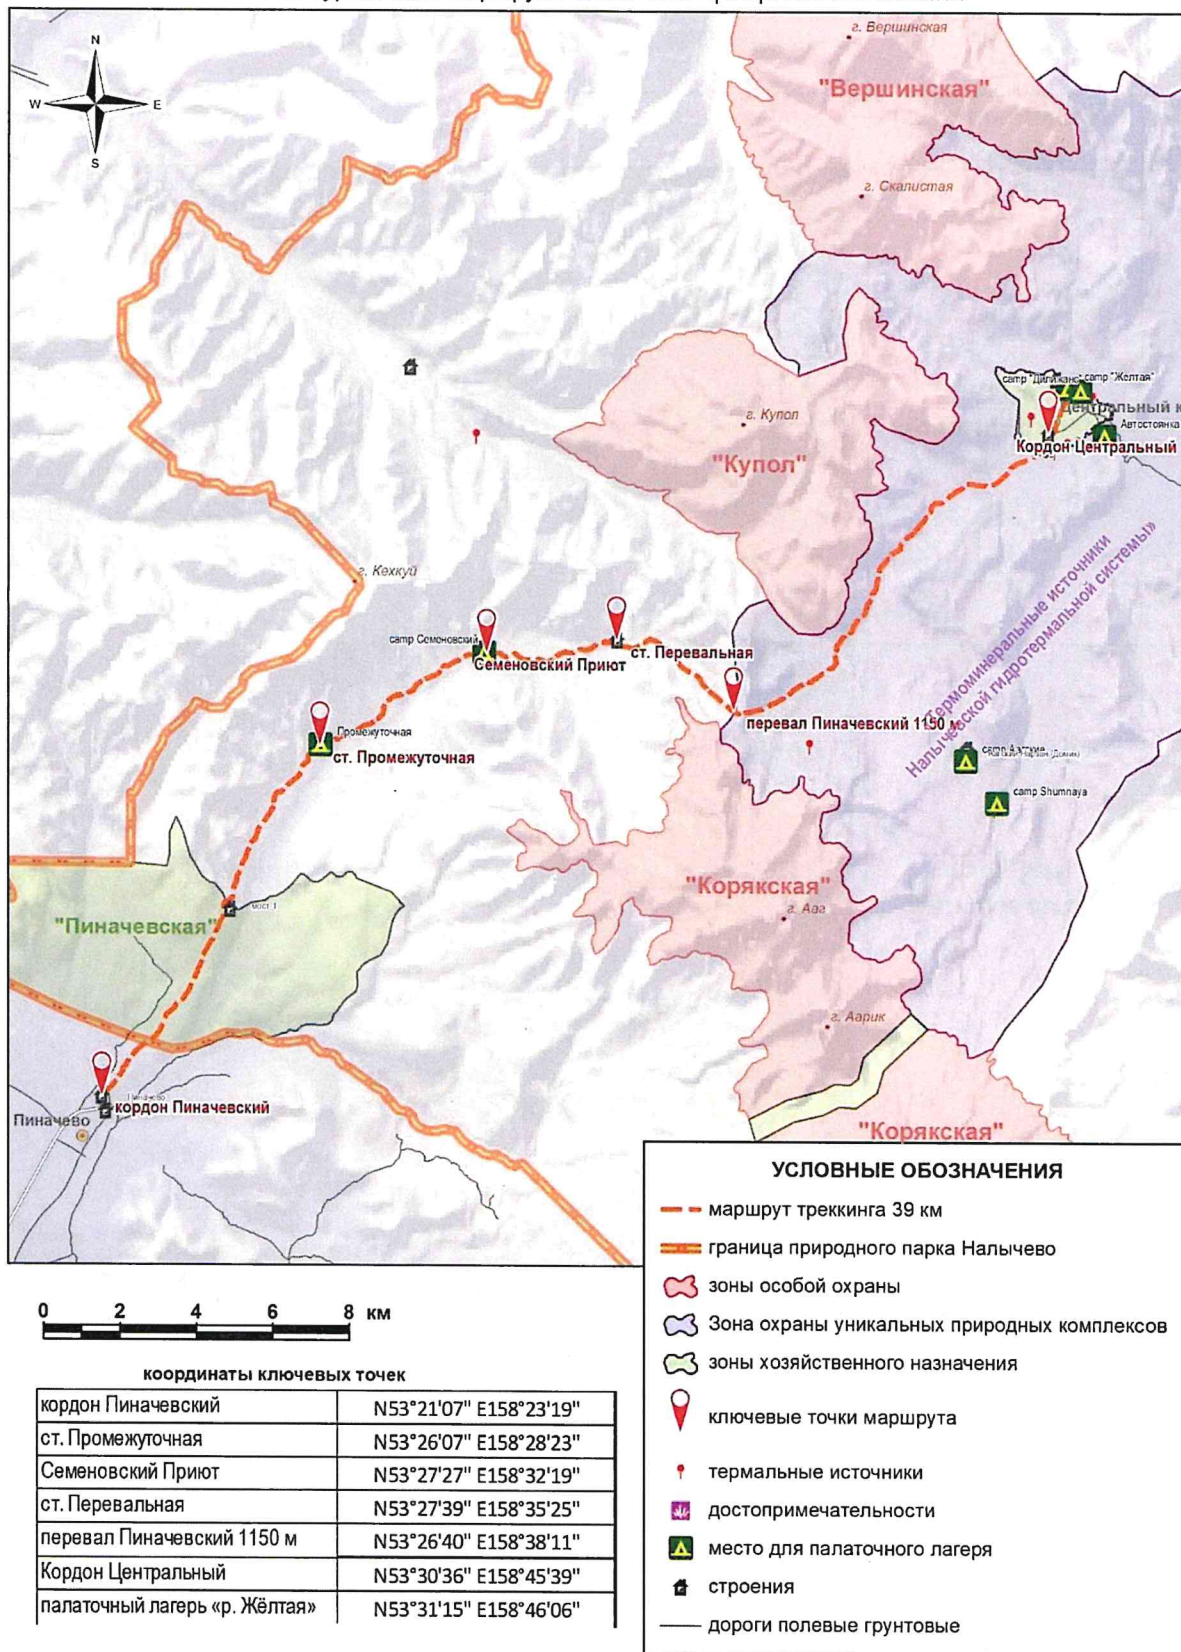 N
W
E
S
г. Вершинская
"Вершинская"
г. Скалистая
г. Купол
"Купол"
camp "Дилижанс"
camp "Желтая"
Автостоянка
Кордон Центральный
г. Кехкуй
camp Семеновский
Семеновский Приют
ст. Перевальная
перевал Пиначевский 1150 м
Термоминеральные источники
Налычевской гидротермальной системы»
Промежуточная
ст. Промежуточная
camp Shumnaya
"Корякская"
г. Ааг
"Пиначевская"
мост 1
г. Аарик
Пиначево
кордон Пиначевский
Пиначево
"Корякская"
УСЛОВНЫЕ ОБОЗНАЧЕНИЯ
маршрут треккинга 39 км
граница природного парка Налычево
зоны особой охраны
Зона охраны уникальных природных комплексов
зоны хозяйственного назначения
ключевые точки маршрута
термальные источники
достопримечательности
место для палаточного лагеря
строения
дороги полевые грунтовые
0 2 4 6 8 км
координаты ключевых точек
кордон Пиначевский N53°21'07" E158°23'19"
ст. Промежуточная N53°26'07" E158°28'23"
Семеновский Приют N53°27'27" E158°32'19"
ст. Перевальная N53°27'39" E158°35'25"
перевал Пиначевский 1150 м N53°26'40" E158°38'11"
Кордон Центральный N53°30'36" E158°45'39"
палаточный лагерь «р. Жёлтая» N53°31'15" E158°46'06"